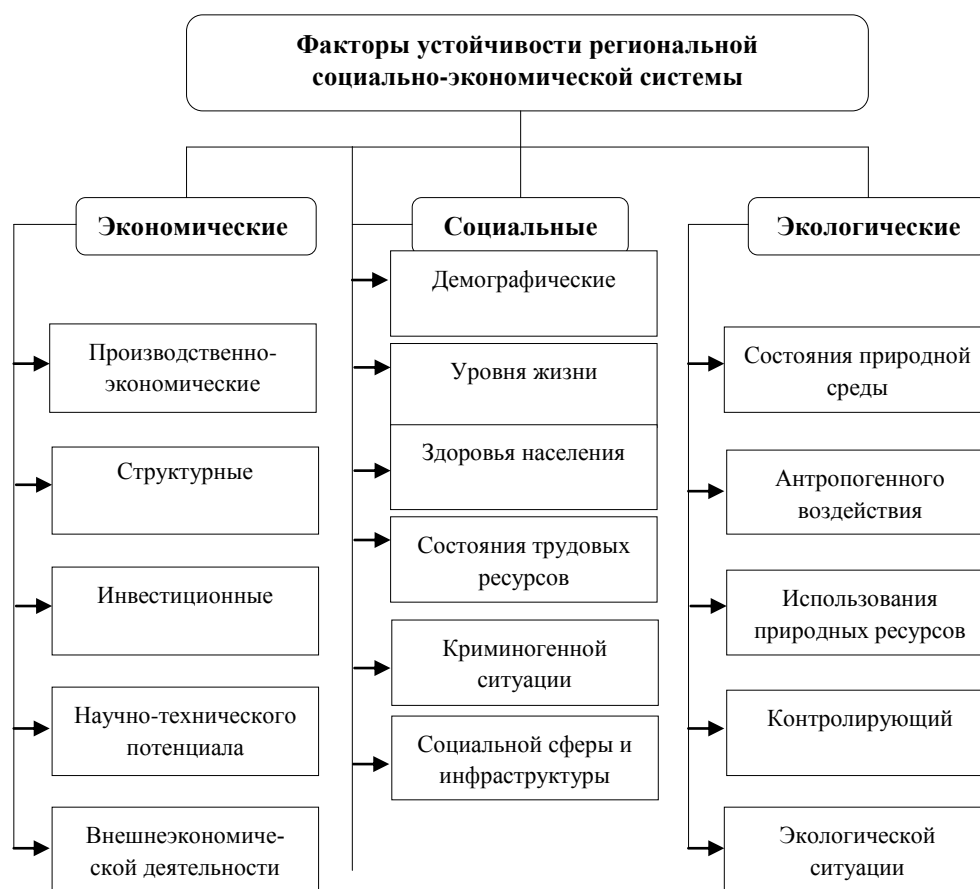 Факторы устойчивости региональной
социально-экономической системы
Экономические
Производственно-
экономические
Структурные
Инвестиционные
Научно-технического
потенциала
Внешнеэкономиче-
ской деятельности
Социальные
Демографические
Уровня жизни
Здоровья населения
Состояния трудовых
ресурсов
Криминогенной
ситуации
Социальной сферы и
инфраструктуры
Экологические
Состояния природной
среды
Антропогенного
воздействия
Использования
природных ресурсов
Контролирующий
Экологической
ситуации